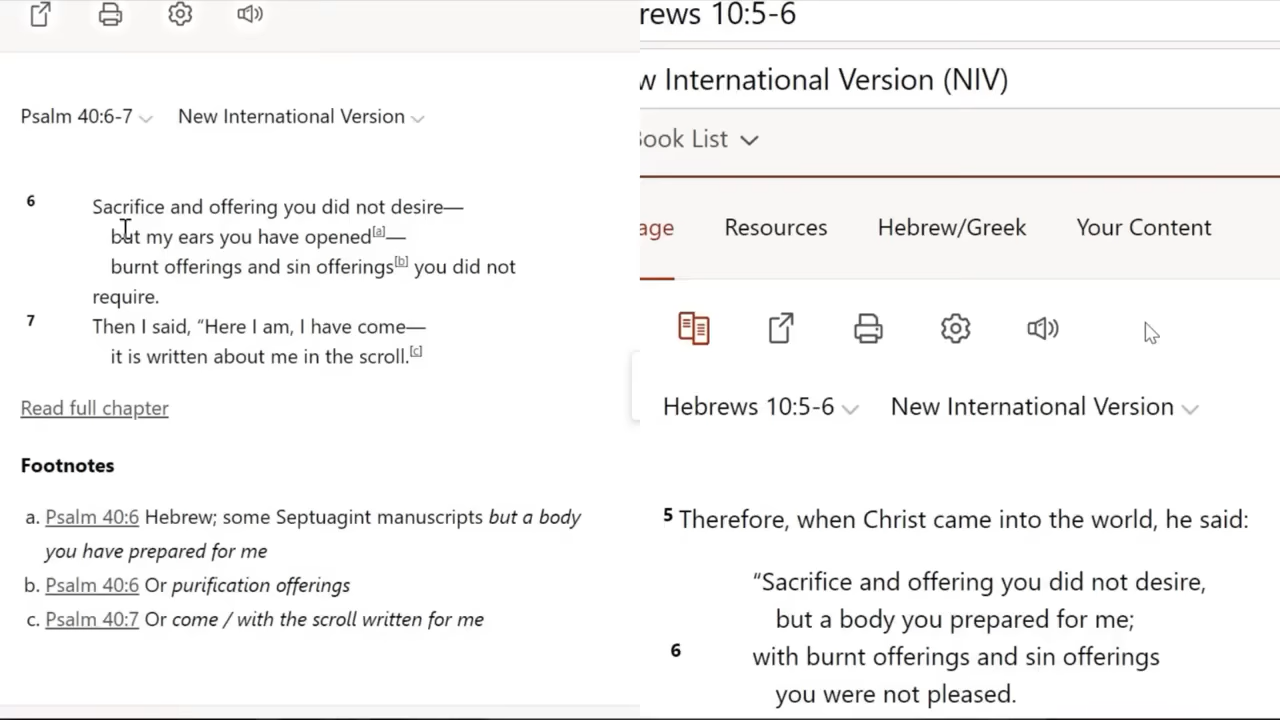 Psalm 40:6-7 New International Version
6 Sacrifice and offering you did not desire—
but my ears you have opened[a]—
burnt offerings and sin offerings[b] you did not
require.
7 Then I said, “Here I am, I have come—
it is written about me in the scroll.[c]
Read full chapter
Footnotes
a. Psalm 40:6 Hebrew; some Septuagint manuscripts but a body
you have prepared for me
b. Psalm 40:6 Or purification offerings
c. Psalm 40:7 Or come / with the scroll written for me
rews 10:5-6
w International Version (NIV)
Book List
age Resources Hebrew/Greek Your Content
Hebrews 10:5-6 New International Version
5 Therefore, when Christ came into the world, he said:
“Sacrifice and offering you did not desire,
but a body you prepared for me;
6 with burnt offerings and sin offerings
you were not pleased.